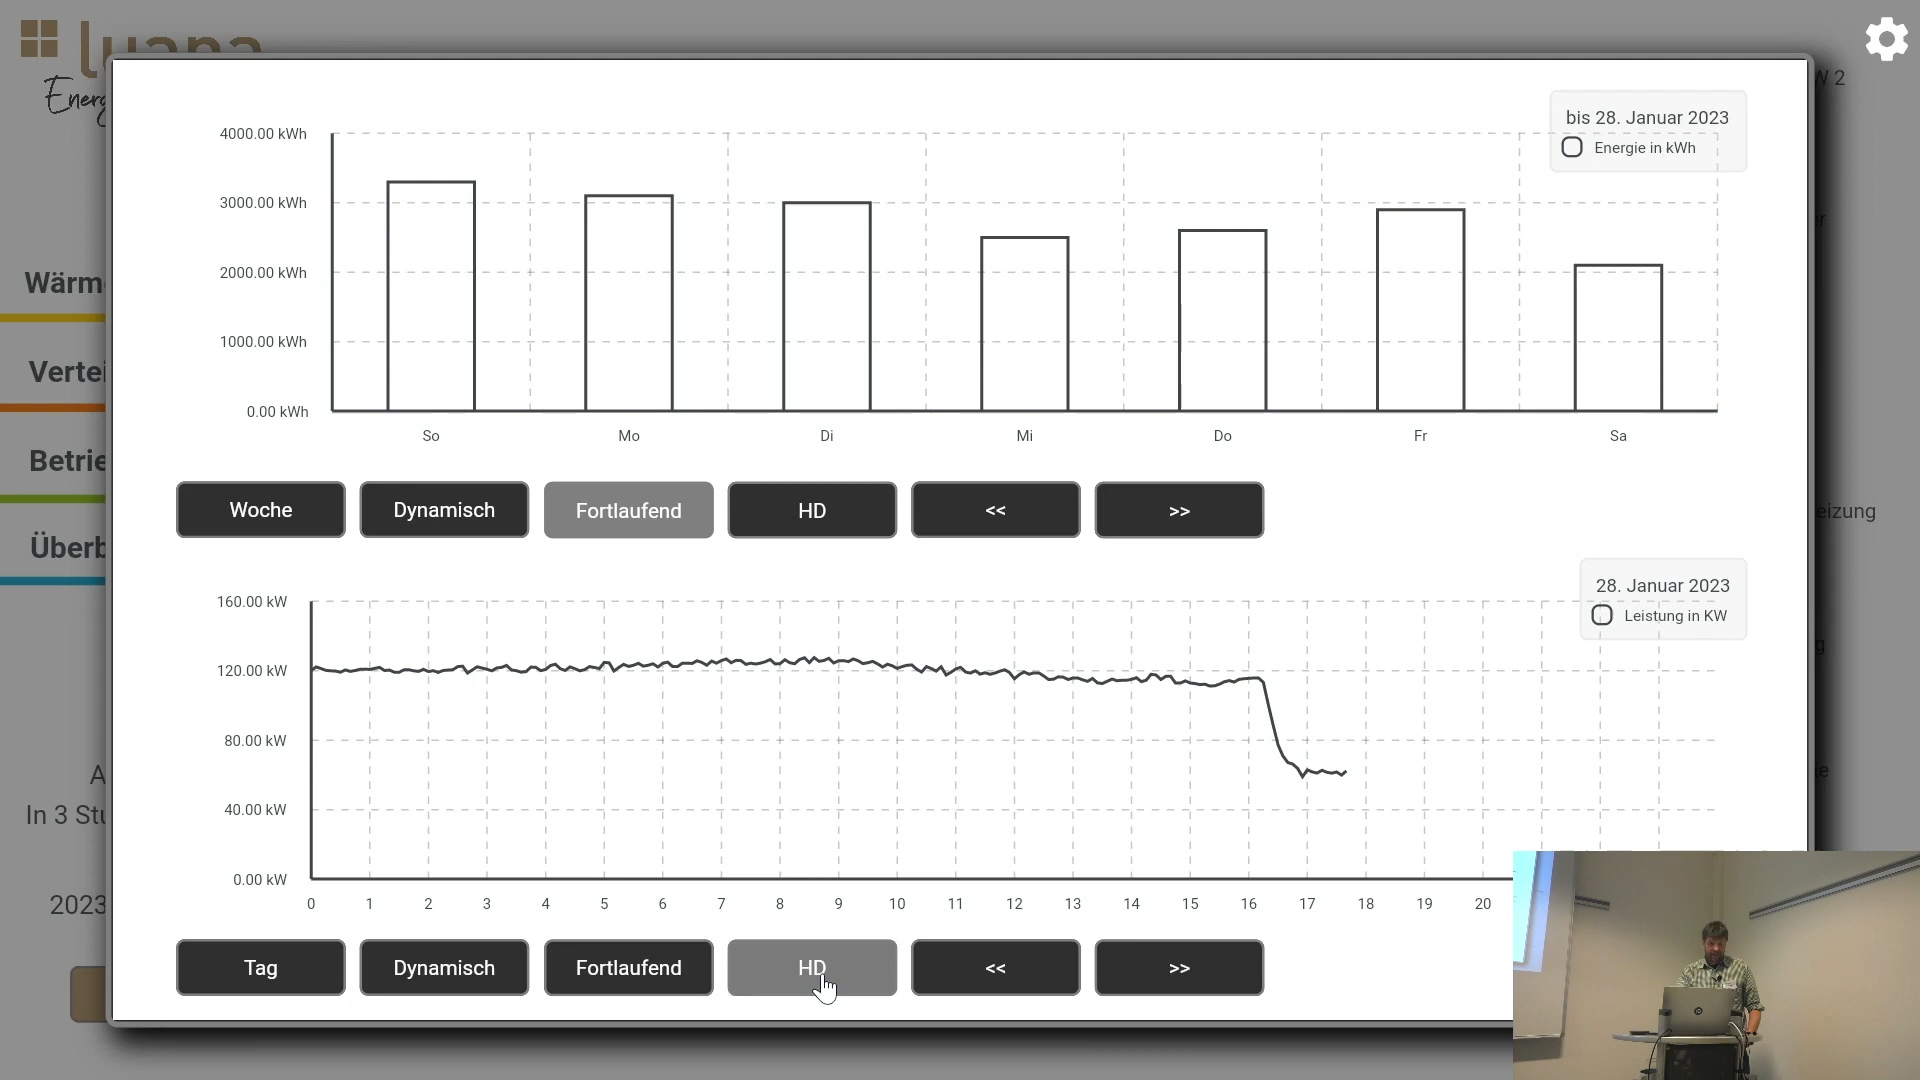 luana
W 2
Energ
bis 28. Januar 2023
Energie in kWh
4000.00 kWh
3000.00 kWh
2000.00 kWh
1000.00 kWh
0.00 kWh
So Mo Di Mi Do Fr Sa
Wärm
Vertei
Betrie
Überb
eizung
Woche Dynamisch Fortlaufend HD << >>
28. Januar 2023
Leistung in KW
160.00 kW
120.00 kW
80.00 kW
40.00 kW
0.00 kW
0 1 2 3 4 5 6 7 8 9 10 11 12 13 14 15 16 17 18 19 20
A
In 3 Stu
2023
Tag Dynamisch Fortlaufend HD << >>